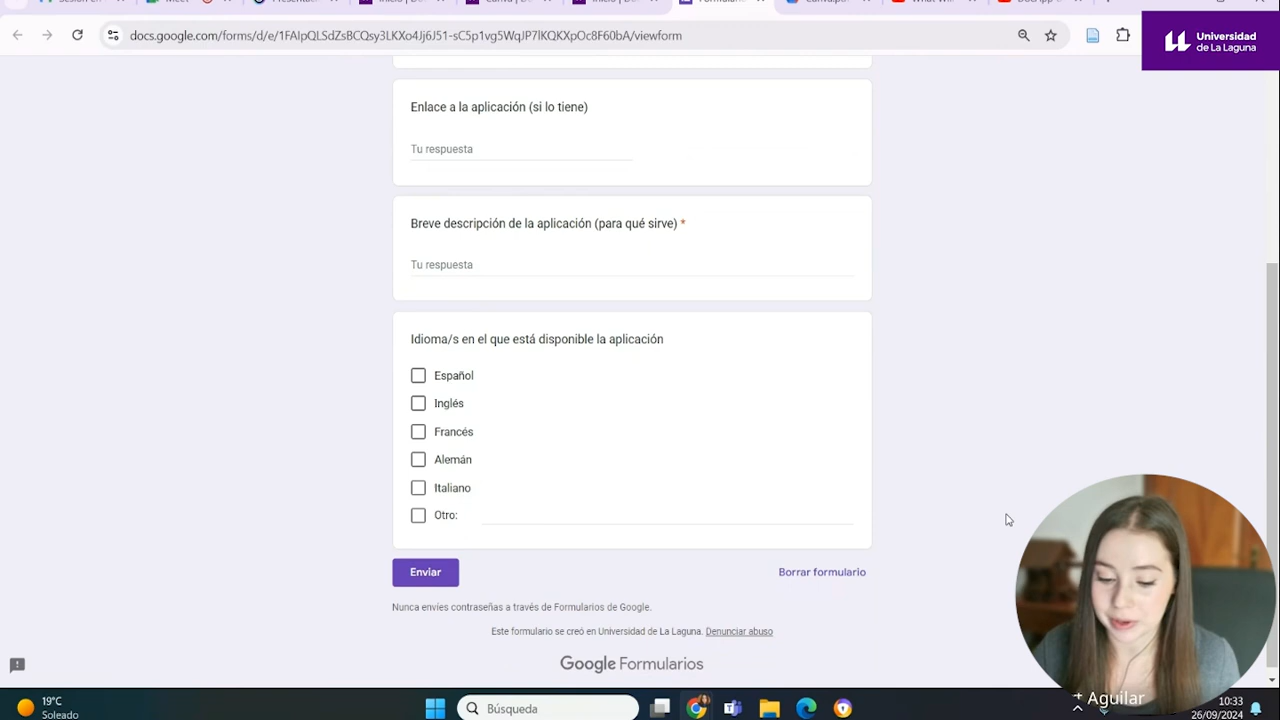 Inicio | D
Canva | D
Inicio | D
docs.google.com/forms/d/e/1FAIpQLSdZsBCQsy3LKXo4Jj6J51-sC5p1vg5WqJP7lKQKXpOc8F60bA/viewform
Universidad
de La Laguna
Enlace a la aplicación (si lo tiene)
Tu respuesta
Breve descripción de la aplicación (para qué sirve) *
Tu respuesta
Idioma/s en el que está disponible la aplicación
Español
Inglés
Francés
Alemán
Italiano
Otro:
Enviar
Borrar formulario
Nunca envíes contraseñas a través de Formularios de Google.
Este formulario se creó en Universidad de La Laguna. Denunciar abuso
Google Formularios
Aguilar
19°C
Soleado
Búsqueda
10:33
26/09/2024